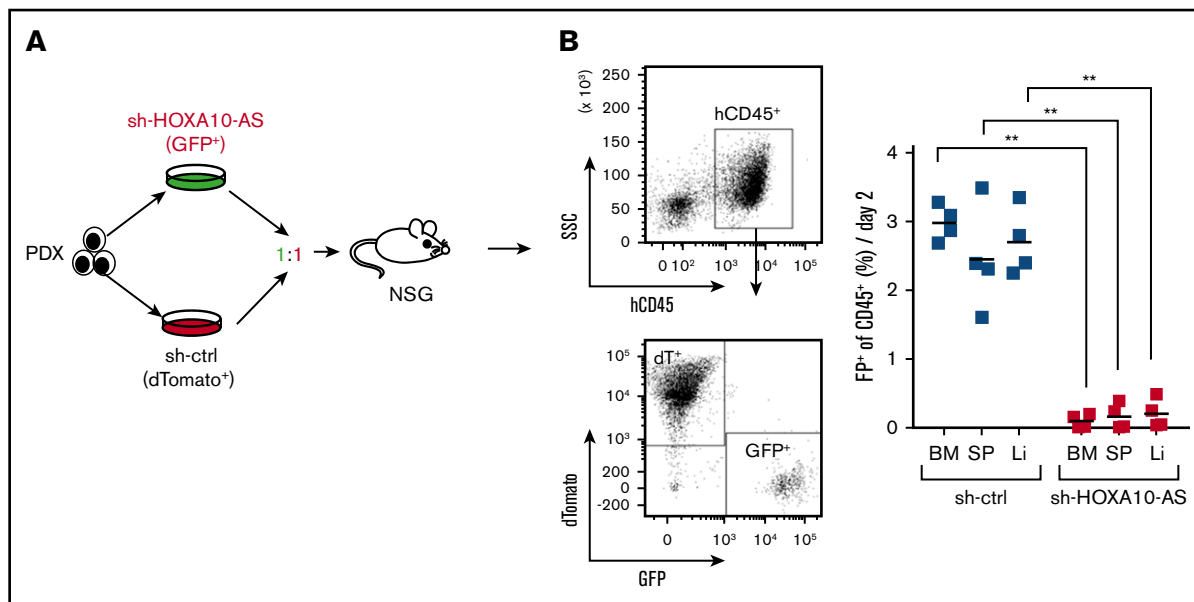 A
sh-HOXA10-AS
(GFP+)
PDX
1:1
NSG
sh-ctrl
(dTomato+)
B
(x 10³)
250
200
150
100
50
0
SSC
hCD45⁺
0 10² 10³ 10⁴ 10⁵
hCD45
dT⁺
10⁵
10⁴
10³
200
0
-200
dTomato
GFP⁺
0 10³ 10⁴ 10⁵
GFP
FP⁺ of CD45⁺ (%) / day 2
4
3
2
1
0
**
**
**
BM SP Li BM SP Li
sh-ctrl sh-HOXA10-AS